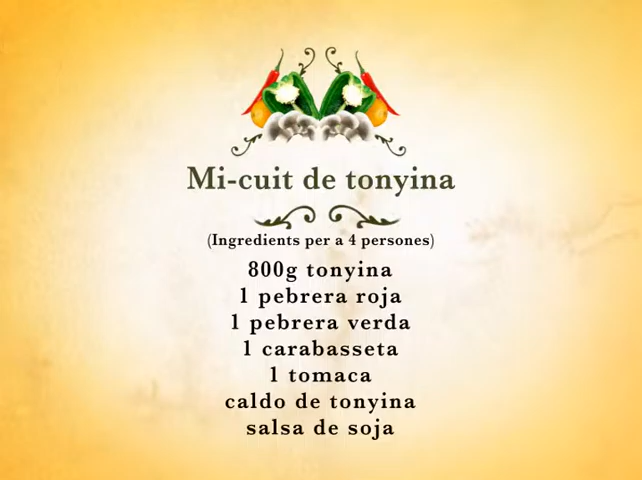 Mi-cuit de tonyina
(Ingredients per a 4 persones)
800g tonyina
1 pebrera roja
1 pebrera verda
1 carabasseta
1 tomaca
caldo de tonyina
salsa de soja